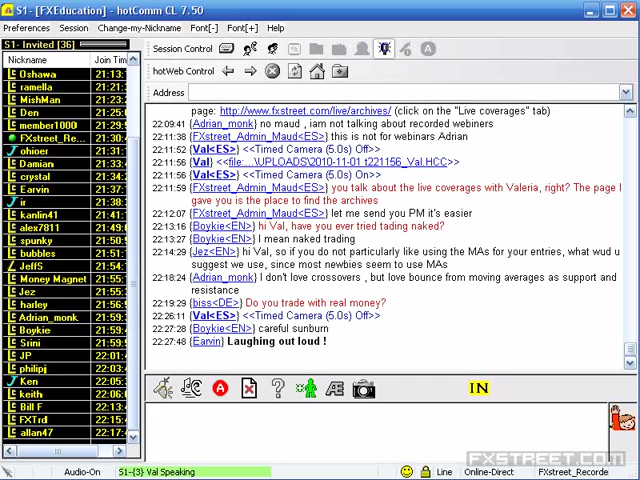 S1- [FXEducation] - hotComm CL 7.50
Preferences Session Change-my-Nickname Font[-] Font[+] Help
S1- Invited [36]
Session Control
Nickname Join Tim
hotWeb Control
Address
Oshawa 21:13:
ramella 21:21:
MishMan 21:24:
Den 21:25:
member1000 21:29:
FXstreet_Re... 21:30:
ohioer 21:31:
Damian 21:33:
crystal 21:34:
Earvin 21:37:
ir 21:38:
kanlin41 21:41:
alex7811 21:49:
spunky 21:50:
bubbles 21:51:
JeffS 21:56:
Money Magnet 21:56:
Jez 21:55:
harley 21:56:
Adrian_monk 21:59:
Boykie 21:59:
Srini 21:59:
JP 22:01:
philipj 22:03:
Ken 22:05:
keith 22:06:
Bill F 22:12:
FXTrd 22:15:
allan47 22:17:
page: http://www.fxstreet.com/live/archives/ (click on the "Live coverages" tab)
22:09:41 {Adrian_monk} no maud , iam not talking about recorded webiners
22:11:38 {FXstreet_Admin_Maud<ES>} this is not for webinars Adrian
22:11:52 {Val<ES>} <<Timed Camera (5.0s) Off>>
22:11:56 {Val} <<file:...\UPLOADS\2010-11-01 t221156_Val.HCC>>
22:11:56 {Val<ES>} <<Timed Camera (5.0s) On>>
22:11:59 {FXstreet_Admin_Maud<ES>} you talk about the live coverages with Valeria, right? The page I
gave you is the place to find the archives
22:12:07 {FXstreet_Admin_Maud<ES>} let me send you PM it's easier
22:13:16 {Boykie<EN>} hi Val, have you ever tried tading naked?
22:13:27 {Boykie<EN>} I mean naked trading
22:14:29 {Jez<EN>} hi Val, so if you do not particularly like using the MAs for your entries, what wud u
suggest we use, since most newbies seem to use MAs
22:18:24 {Adrian_monk} I don't love crossovers , but love bounce from moving averages as support and
resistance
22:19:29 {biss<DE>} Do you trade with real money?
22:26:11 {Val<ES>} <<Timed Camera (5.0s) Off>>
22:27:28 {Boykie<EN>} careful sunburn
22:27:48 {Earvin} Laughing out loud !
IN
FXSTREET.COM
Audio-On S1-{3} Val Speaking Line Online-Direct FXstreet_Recorde